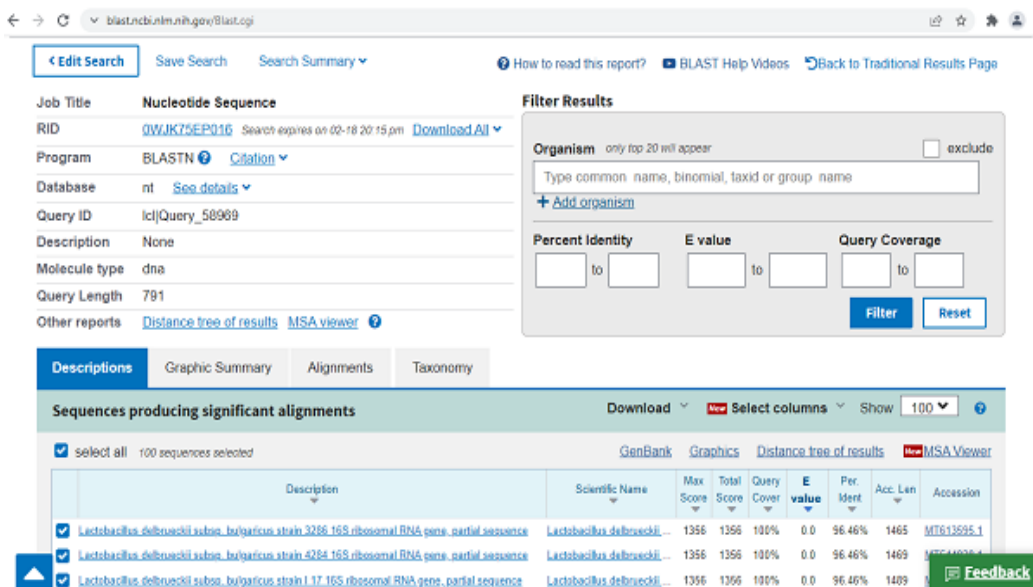 blast.ncbi.nlm.nih.gov/Blast.cgi
Edit Search Save Search Search Summary How to read this report? BLAST Help Videos Back to Traditional Results Page
Job Title Nucleotide Sequence
RID 0WJK75EP016 Search expires on 02-18 20:15 pm Download All
Program BLASTN Citation
Database nt See details
Query ID lcl|Query_58969
Description None
Molecule type dna
Query Length 791
Other reports Distance tree of results MSA viewer
Filter Results
Organism only top 20 will appear exclude
Type common name, binomial, taxid or group name
Add organism
Percent Identity E value Query Coverage
to to to
Filter Reset
Descriptions Graphic Summary Alignments Taxonomy
Sequences producing significant alignments Download New Select columns Show 100
select all 100 sequences selected GenBank Graphics Distance tree of results New MSA Viewer
Description Scientific Name Max Score Total Score Query Cover E value Per. Ident Acc. Len Accession
Lactobacillus delbrueckii subsp. bulgaricus strain 3286 16S ribosomal RNA gene, partial sequence Lactobacillus delbrueckii ... 1356 1356 100% 0.0 96.46% 1465 MT613595.1
Lactobacillus delbrueckii subsp. bulgaricus strain 4284 16S ribosomal RNA gene, partial sequence Lactobacillus delbrueckii ... 1356 1356 100% 0.0 96.46% 1469
Lactobacillus delbrueckii subsp. bulgaricus strain L17 16S ribosomal RNA gene, partial sequence Lactobacillus delbrueckii ... 1356 1356 100% 0.0 96.46% 1489
Feedback